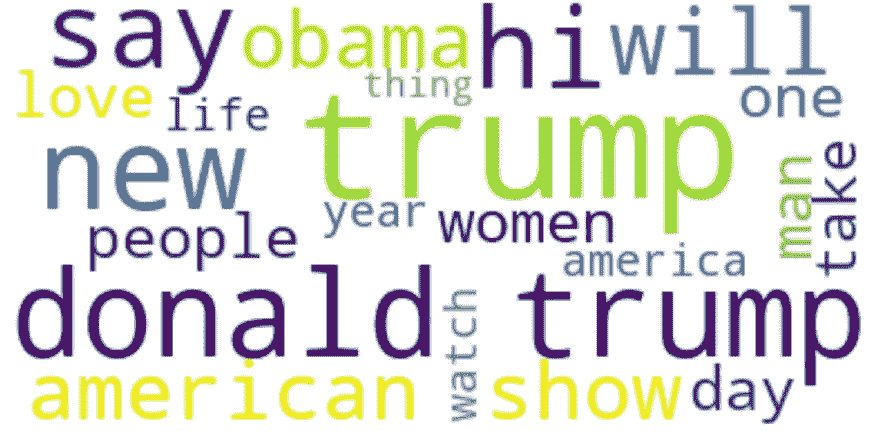 say obama hi will
love thing one
life
new trump man take
year
people women
america
donald trump
watch
american show day